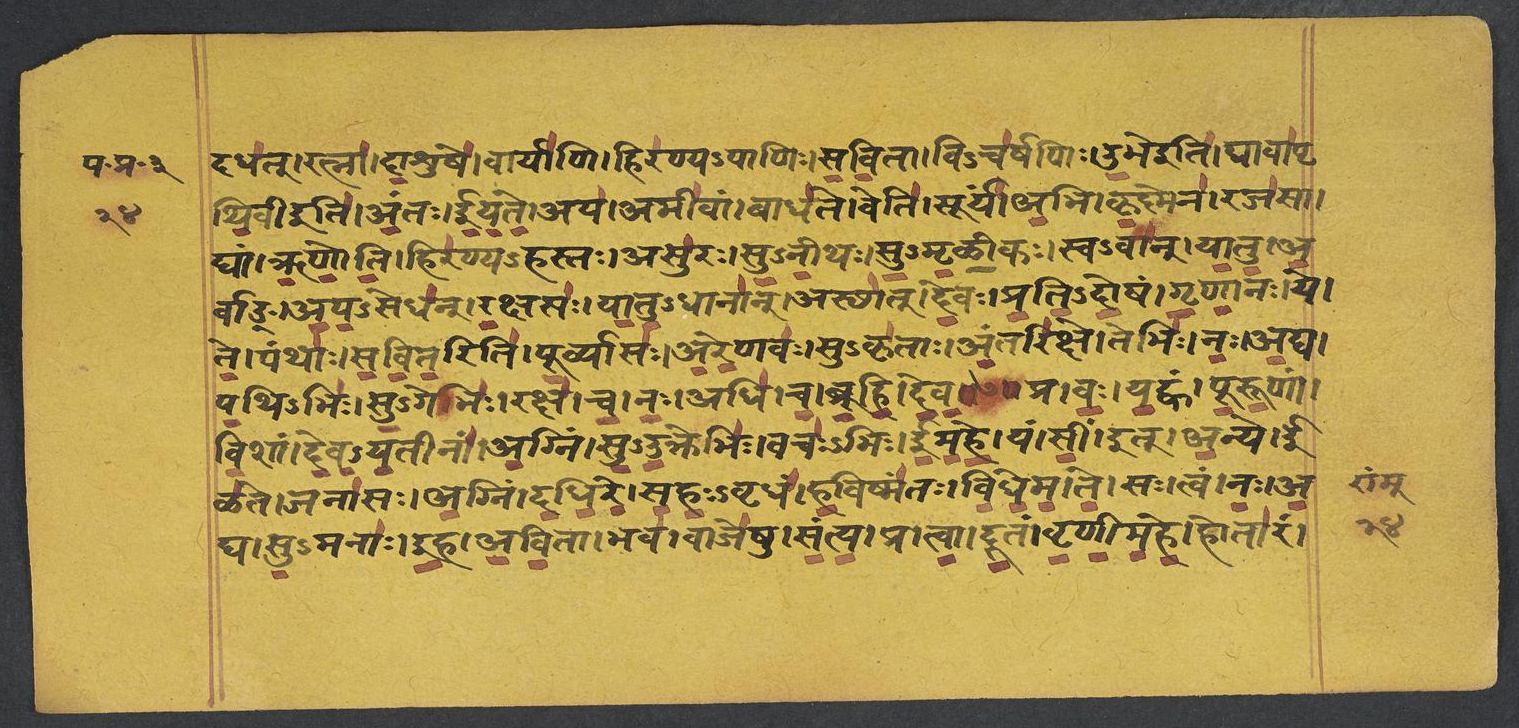 प॰ प्र॰ ३
२४
दधत्।रत्ना।दाशुषे।वार्याणि।हिरण्यऽपाणिः।सविता।विऽचर्षणिः।उभेइति।द्यावापृ
थिवीइति।अंतः।ईयते।अप।अमीवां।बाधते।वेति।सूर्यं।अभि।कृष्णेन।रजसा।
द्यां।ऋणोति।हिरण्यऽहस्तः।असुरः।सुऽनीथः।सुऽमृळीकः।स्वऽवान्।यातु।अ
र्वाङ्।अपऽसेधन्।रक्षसः।यातुऽधानान्।अस्थात्।देवः।प्रतिऽदोषं।गृणानः।ये।
ते।पंथाः।सवितरिति।पूर्व्यासः।अरेणवः।सुऽकृताः।अंतरिक्षे।तेभिः।नः।अद्य।
पथिऽभिः।सुऽगेभिः।रक्ष।च।नः।अधि।च।ब्रूहि।देव॥७॥प्र।वः।यह्वं।पुरूणां।
विशां।देवऽयतीनां।अग्निं।सुऽउक्तेभिः।वचःऽभिः।ईमहे।यं।सीं।इत्।अन्ये।ई
ळते।जनासः।अग्निं।दधिरे।सहःऽवृधं।हविष्मंतः।विधेम।ते।सः।त्वं।नः।अ
द्य।सुऽमनाः।इह।अविता।भव।वाजेषु।संत्य।प्र।त्वा।दूतं।वृणीमहे।होतारं।
२४